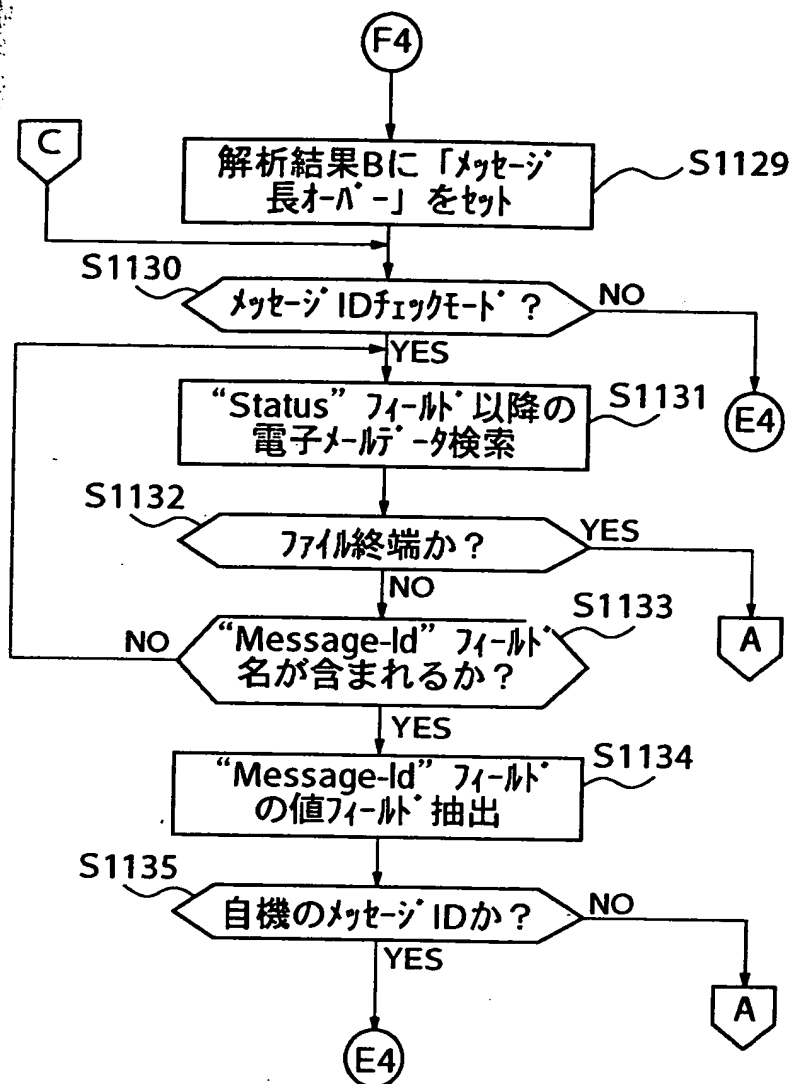 F4
C
解析結果Bに「メッセージ
長オーバー」をセット
S1129
S1130
メッセージIDチェックモード？
NO
YES
E4
"Status" フィールド以降の
電子メールデータ検索
S1131
S1132
ファイル終端か？
YES
NO
A
S1133
NO
"Message-Id" フィールド
名が含まれるか？
YES
"Message-Id" フィールド
の値フィールド抽出
S1134
S1135
自機のメッセージIDか？
NO
YES
A
E4